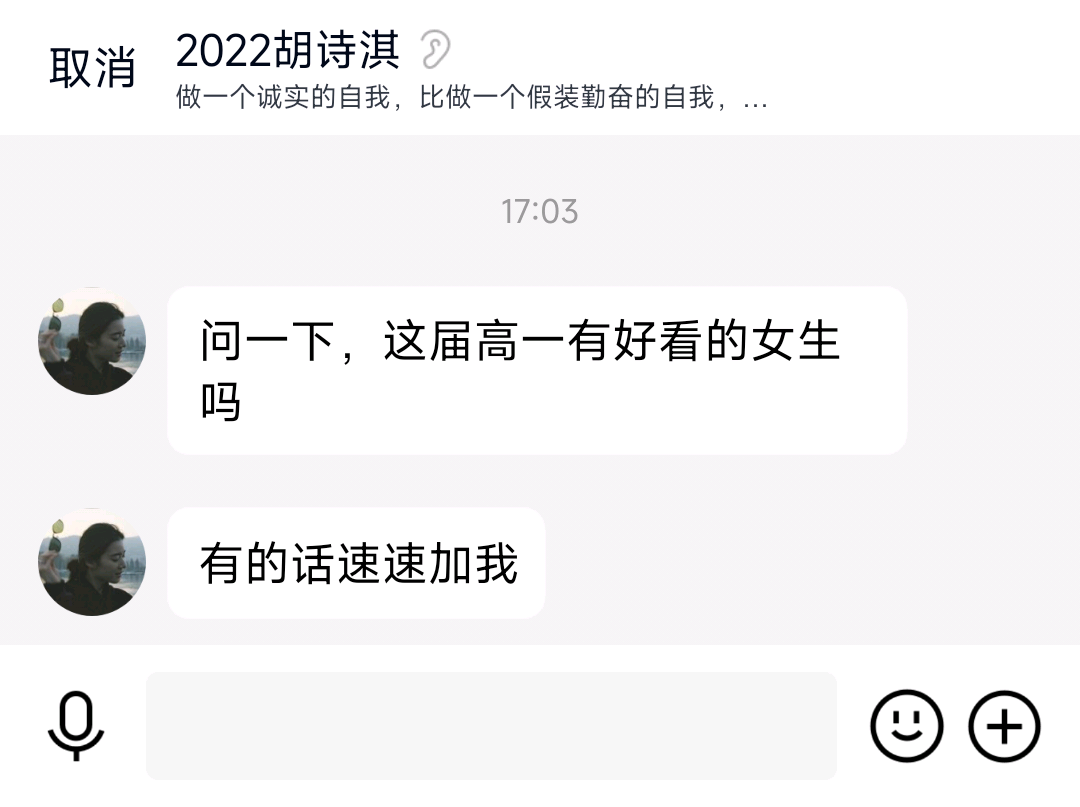 取消
2022胡诗淇
做一个诚实的自我，比做一个假装勤奋的自我，...
17:03
问一下，这届高一有好看的女生
吗
有的话速速加我